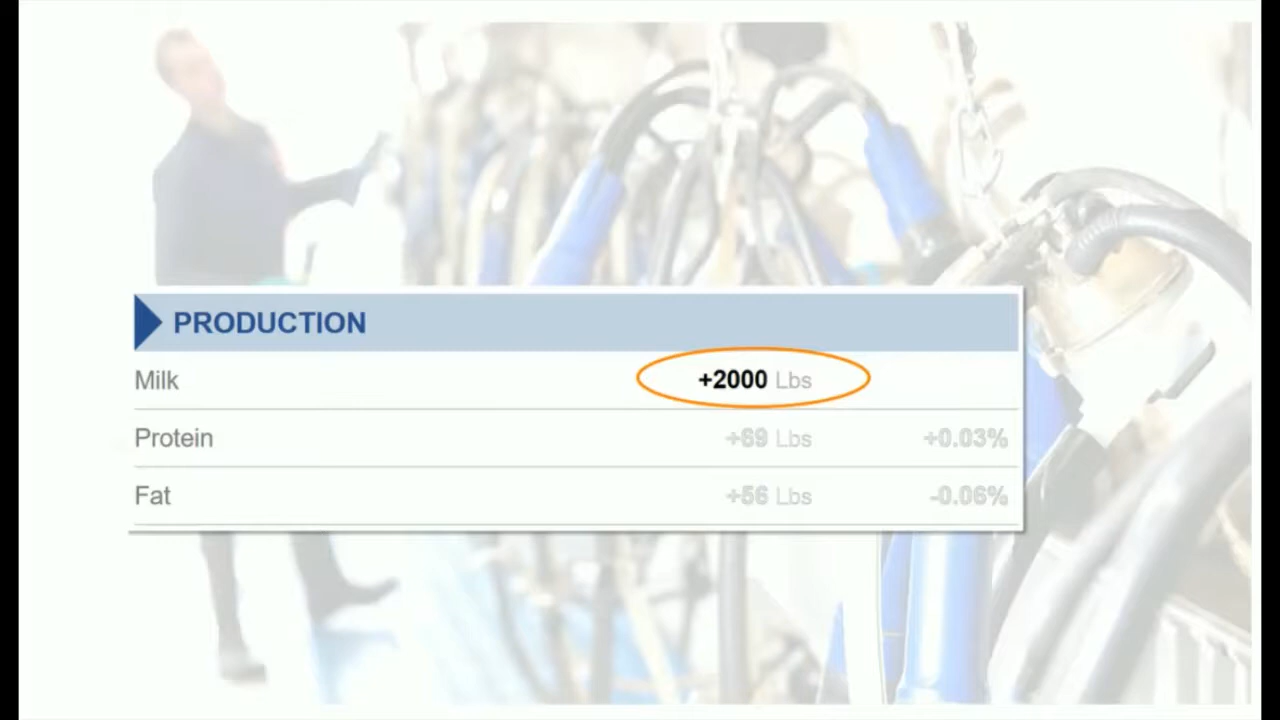 PRODUCTION
Milk +2000 Lbs
Protein +69 Lbs +0.03%
Fat +56 Lbs -0.06%